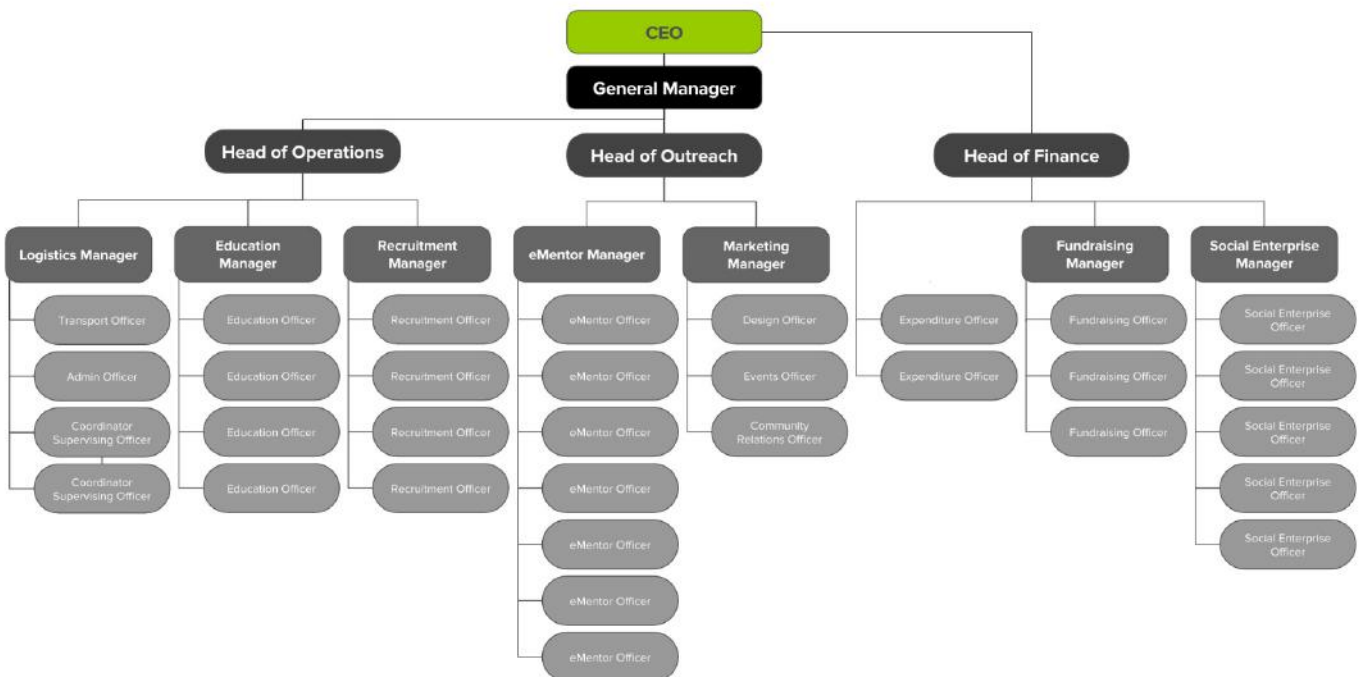 CEO
General Manager
Head of Operations
Head of Outreach
Head of Finance
Logistics Manager
Transport Officer
Admin Officer
Coordinator
Supervising Officer
Coordinator
Supervising Officer
Education
Manager
Education Officer
Education Officer
Education Officer
Education Officer
Recruitment
Manager
Recruitment Officer
Recruitment Officer
Recruitment Officer
Recruitment Officer
eMentor Manager
eMentor Officer
eMentor Officer
eMentor Officer
eMentor Officer
eMentor Officer
eMentor Officer
eMentor Officer
Marketing
Manager
Design Officer
Events Officer
Community
Relations Officer
Expenditure Officer
Expenditure Officer
Fundraising
Manager
Fundraising Officer
Fundraising Officer
Fundraising Officer
Social Enterprise
Manager
Social Enterprise
Officer
Social Enterprise
Officer
Social Enterprise
Officer
Social Enterprise
Officer
Social Enterprise
Officer